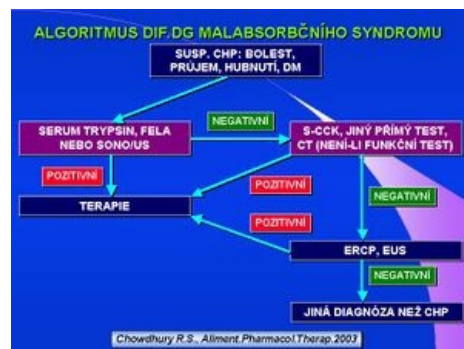 ALGORITMUS DIF.DG MALABSORBČNÍHO SYNDROMU
SUSP. CHP: BOLEST,
PRŮJEM, HUBNUTÍ, DM
NEGATIVNÍ
SERUM TRYPSIN, FELA
NEBO SONO/US
S-CCK, JINÝ PŘÍMÝ TEST,
CT (NENÍ-LI FUNKČNÍ TEST)
POZITIVNÍ
POZITIVNÍ
NEGATIVNÍ
TERAPIE
POZITIVNÍ
ERCP, EUS
NEGATIVNÍ
JINÁ DIAGNÓZA NEŽ CHP
Chowdhury R.S., Aliment.Pharmacol.Therap.2003